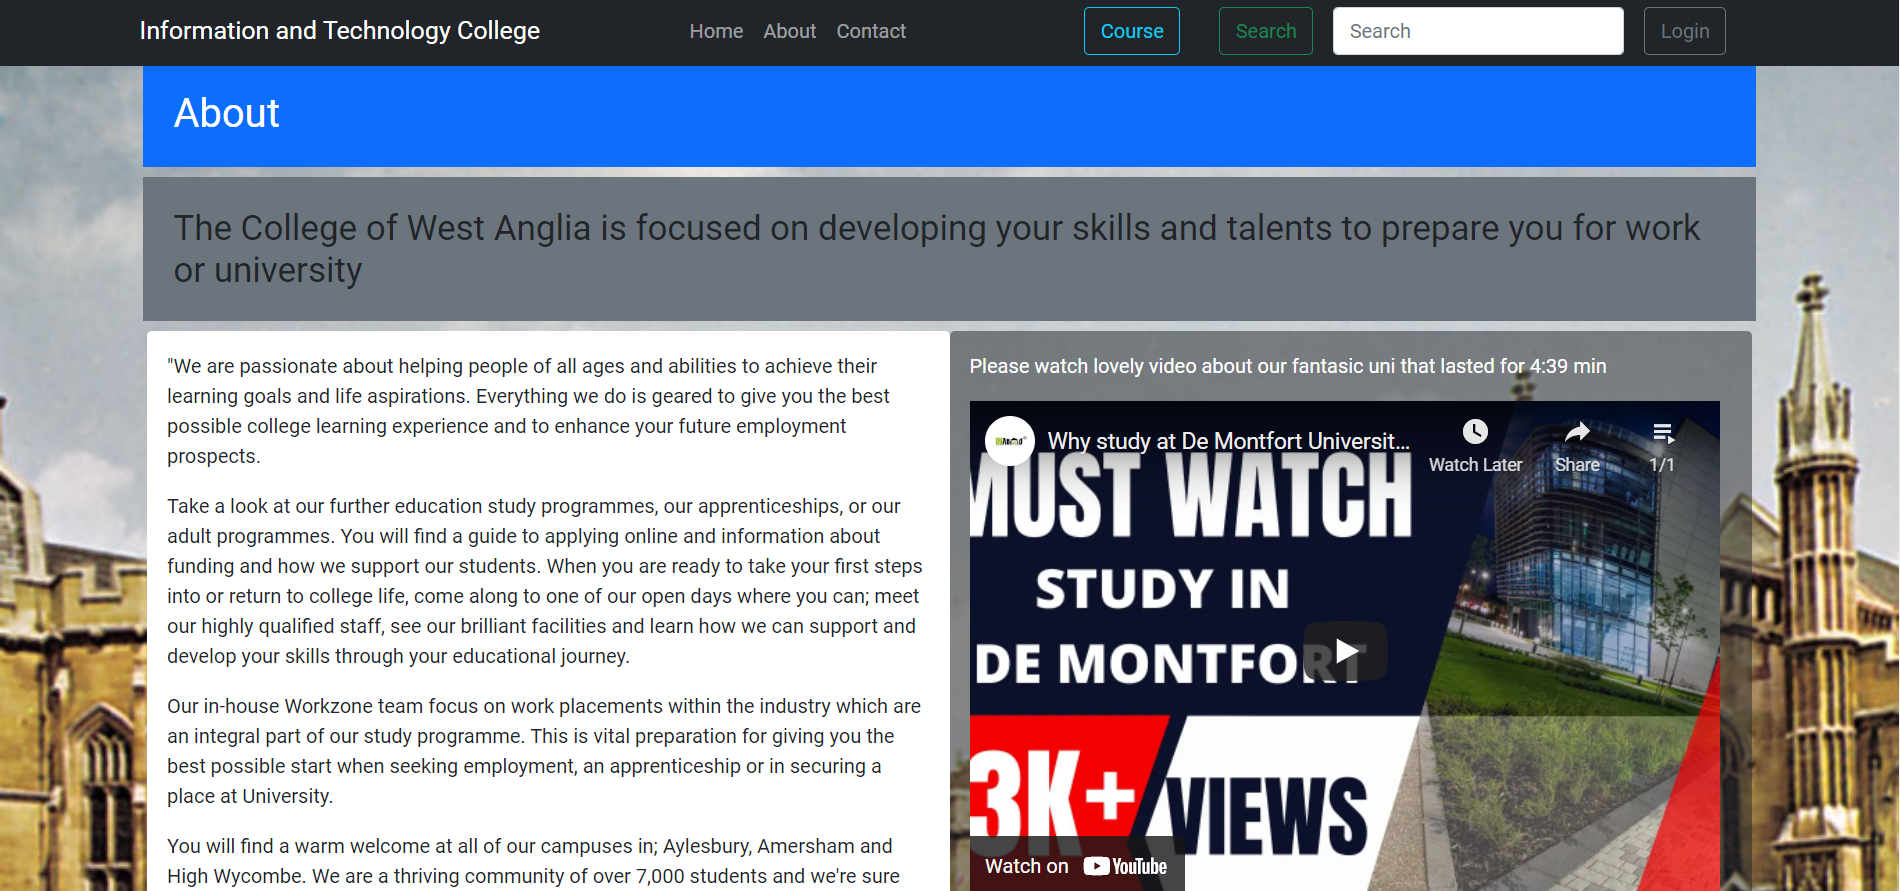 Information and Technology College
Home About Contact
Course
Search
Search
Login
About
The College of West Anglia is focused on developing your skills and talents to prepare you for work
or university
"We are passionate about helping people of all ages and abilities to achieve their
learning goals and life aspirations. Everything we do is geared to give you the best
possible college learning experience and to enhance your future employment
prospects.
Take a look at our further education study programmes, our apprenticeships, or our
adult programmes. You will find a guide to applying online and information about
funding and how we support our students. When you are ready to take your first steps
into or return to college life, come along to one of our open days where you can; meet
our highly qualified staff, see our brilliant facilities and learn how we can support and
develop your skills through your educational journey.
Our in-house Workzone team focus on work placements within the industry which are
an integral part of our study programme. This is vital preparation for giving you the
best possible start when seeking employment, an apprenticeship or in securing a
place at University.
You will find a warm welcome at all of our campuses in; Aylesbury, Amersham and
High Wycombe. We are a thriving community of over 7,000 students and we're sure
Please watch lovely video about our fantasic uni that lasted for 4:39 min
Why study at De Montfort Universit...
Watch Later
Share
1/1
MUST WATCH
STUDY IN
DE MONTFORT
3K+ VIEWS
Watch on YouTube